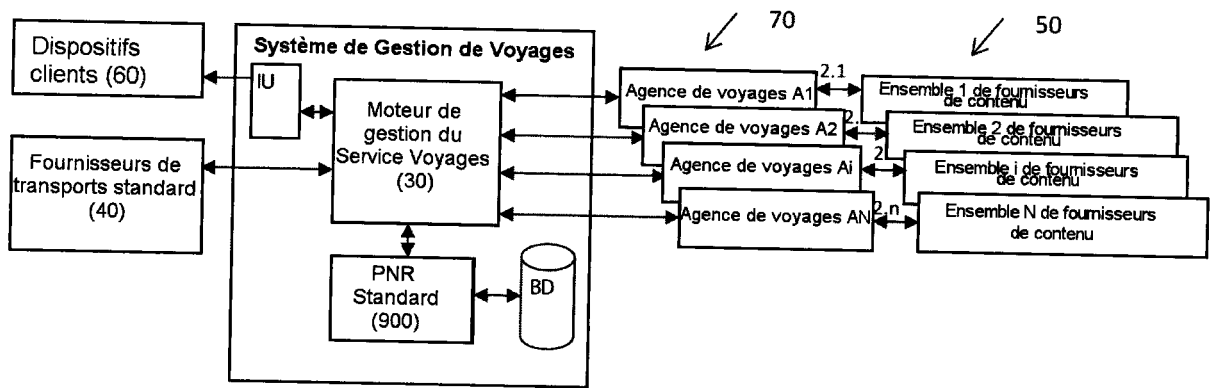 70
50
Dispositifs
clients (60)
Système de Gestion de Voyages
IU
Moteur de
gestion du
Service Voyages
(30)
Fournisseurs de
transports standard
(40)
PNR
Standard
(900)
BD
Agence de voyages A1
2.1
Ensemble 1 de fournisseurs
de contenu
Agence de voyages A2
2.
Ensemble 2 de fournisseurs
de contenu
Agence de voyages Ai
2.
Ensemble i de fournisseurs
de contenu
Agence de voyages AN
2.n
Ensemble N de fournisseurs
de contenu